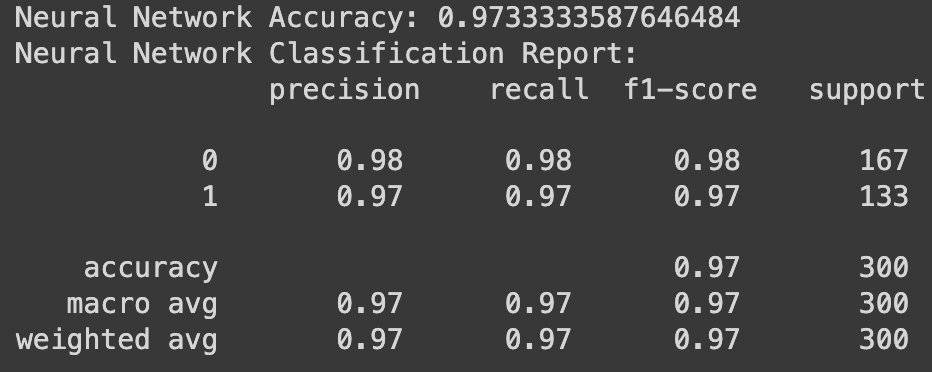 Neural Network Accuracy: 0.9733333587646484
Neural Network Classification Report:
precision recall f1-score support
0 0.98 0.98 0.98 167
1 0.97 0.97 0.97 133
accuracy 0.97 300
macro avg 0.97 0.97 0.97 300
weighted avg 0.97 0.97 0.97 300